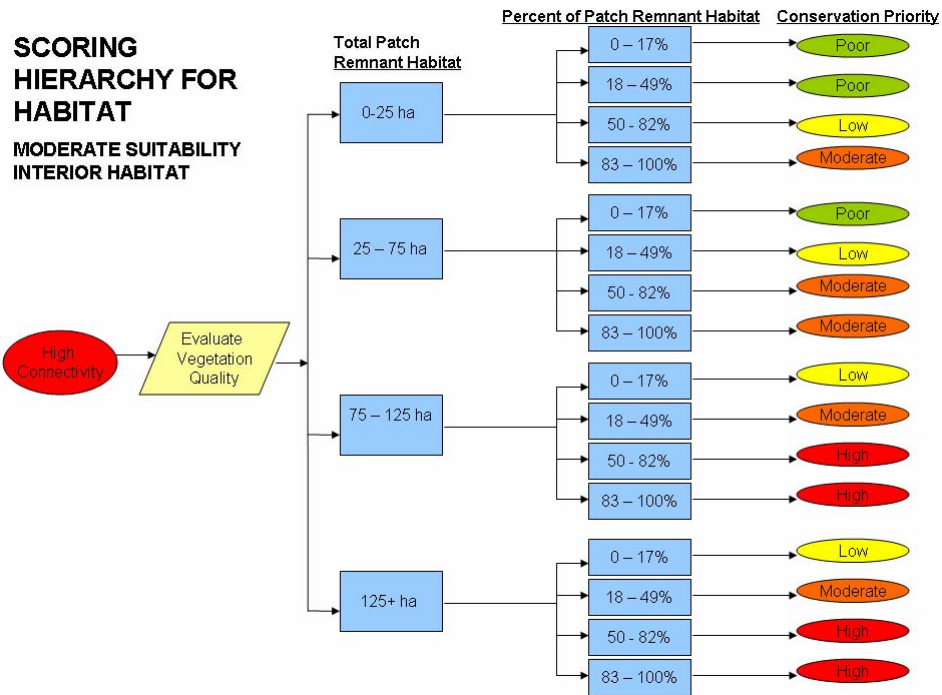 SCORING
HIERARCHY FOR
HABITAT
MODERATE SUITABILITY
INTERIOR HABITAT
High
Connectivity
Evaluate
Vegetation
Quality
Total Patch
Remnant Habitat
Percent of Patch Remnant Habitat
Conservation Priority
0-25 ha
0 – 17%
Poor
18 – 49%
Poor
50 - 82%
Low
83 – 100%
Moderate
25 – 75 ha
0 – 17%
Poor
18 – 49%
Low
50 - 82%
Moderate
83 – 100%
Moderate
75 – 125 ha
0 – 17%
Low
18 – 49%
Moderate
50 - 82%
High
83 – 100%
High
125+ ha
0 – 17%
Low
18 – 49%
Moderate
50 - 82%
High
83 – 100%
High